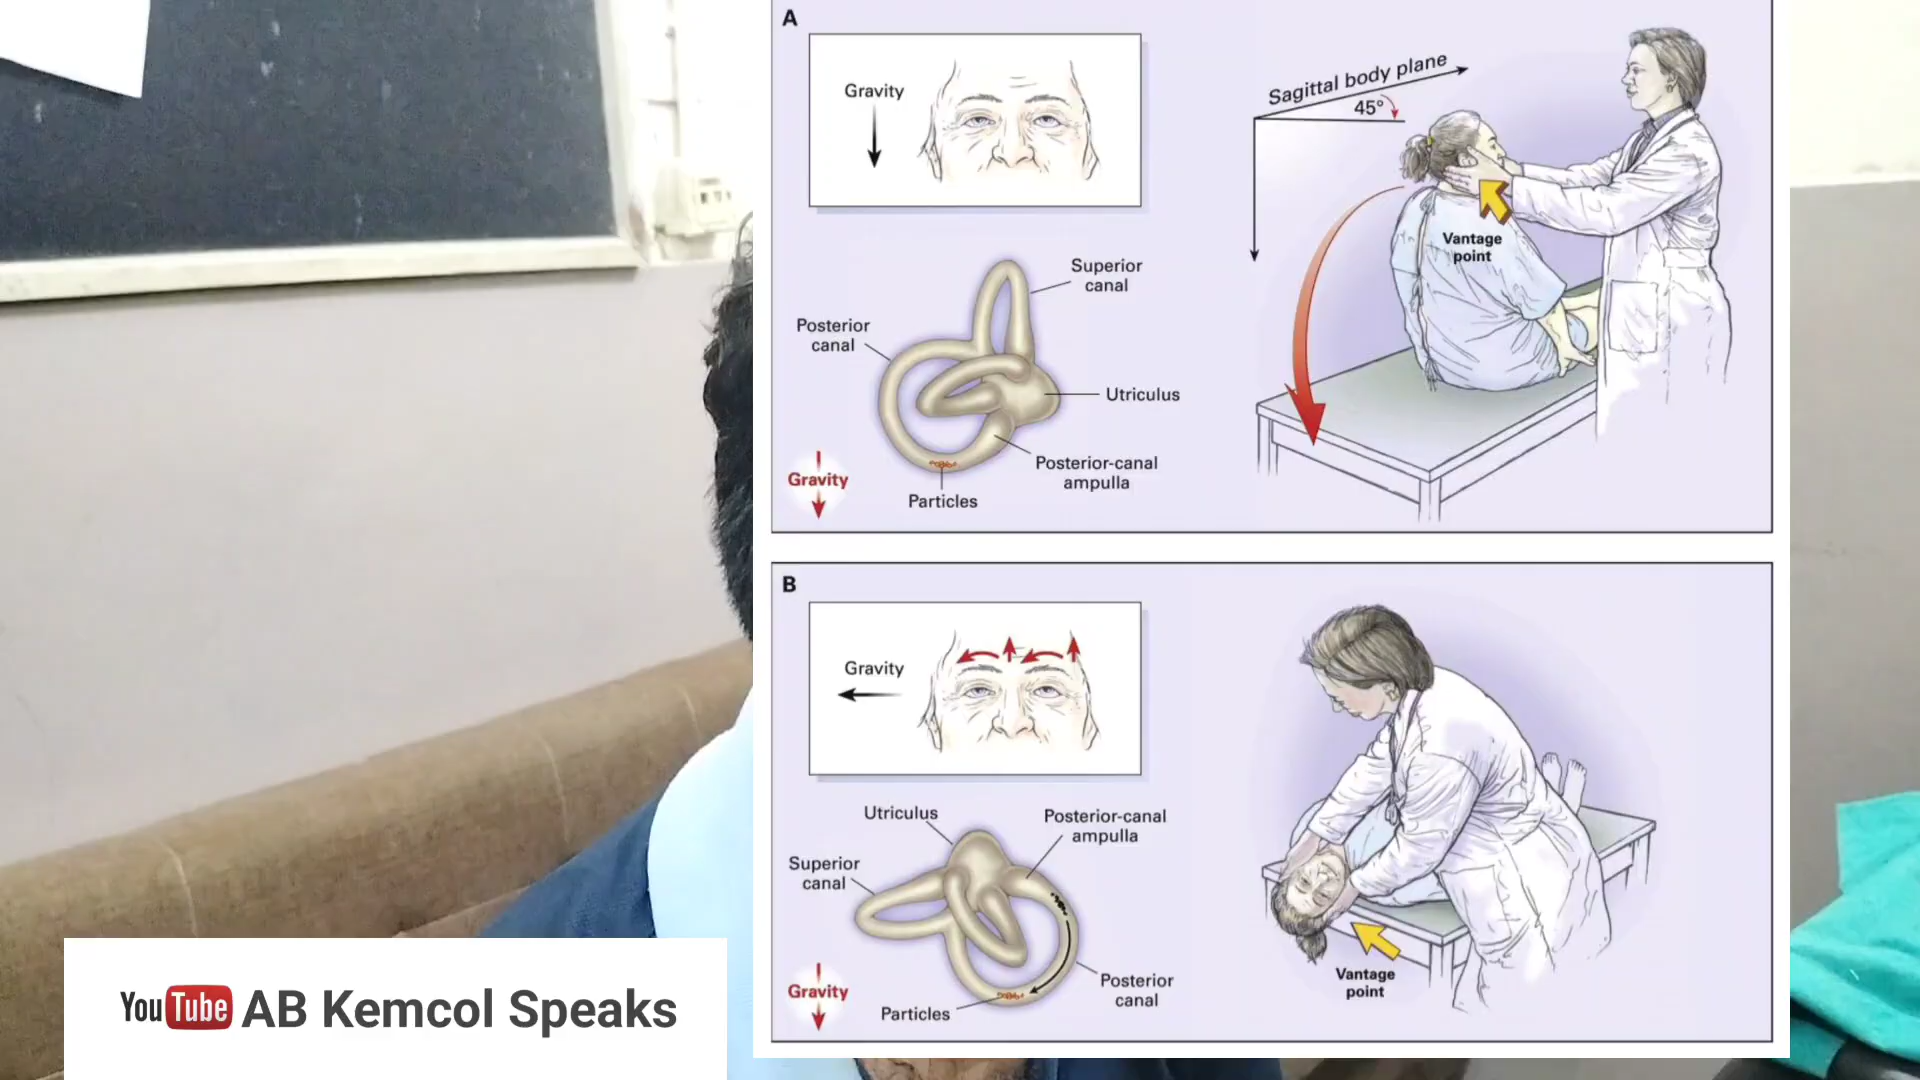 A
Gravity
Sagittal body plane
45°
Vantage
point
Superior
canal
Posterior
canal
Utriculus
Posterior-canal
ampulla
Gravity
Particles
B
Gravity
Utriculus
Posterior-canal
ampulla
Superior
canal
Vantage
point
Posterior
canal
Gravity
Particles
YouTube AB Kemcol Speaks